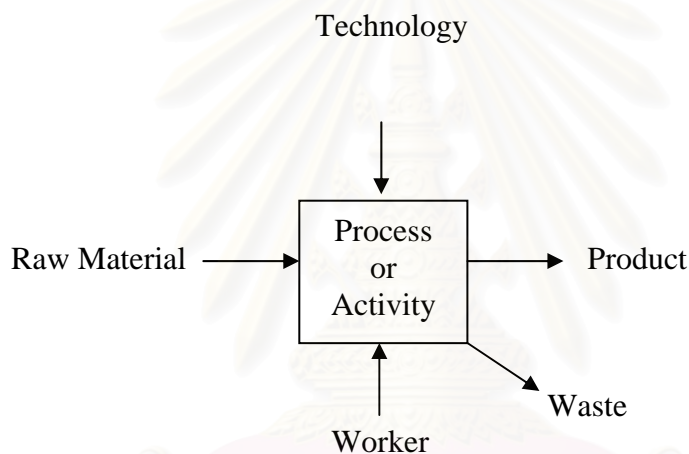 Technology
Process
or
Activity
Raw Material
Product
Waste
Worker